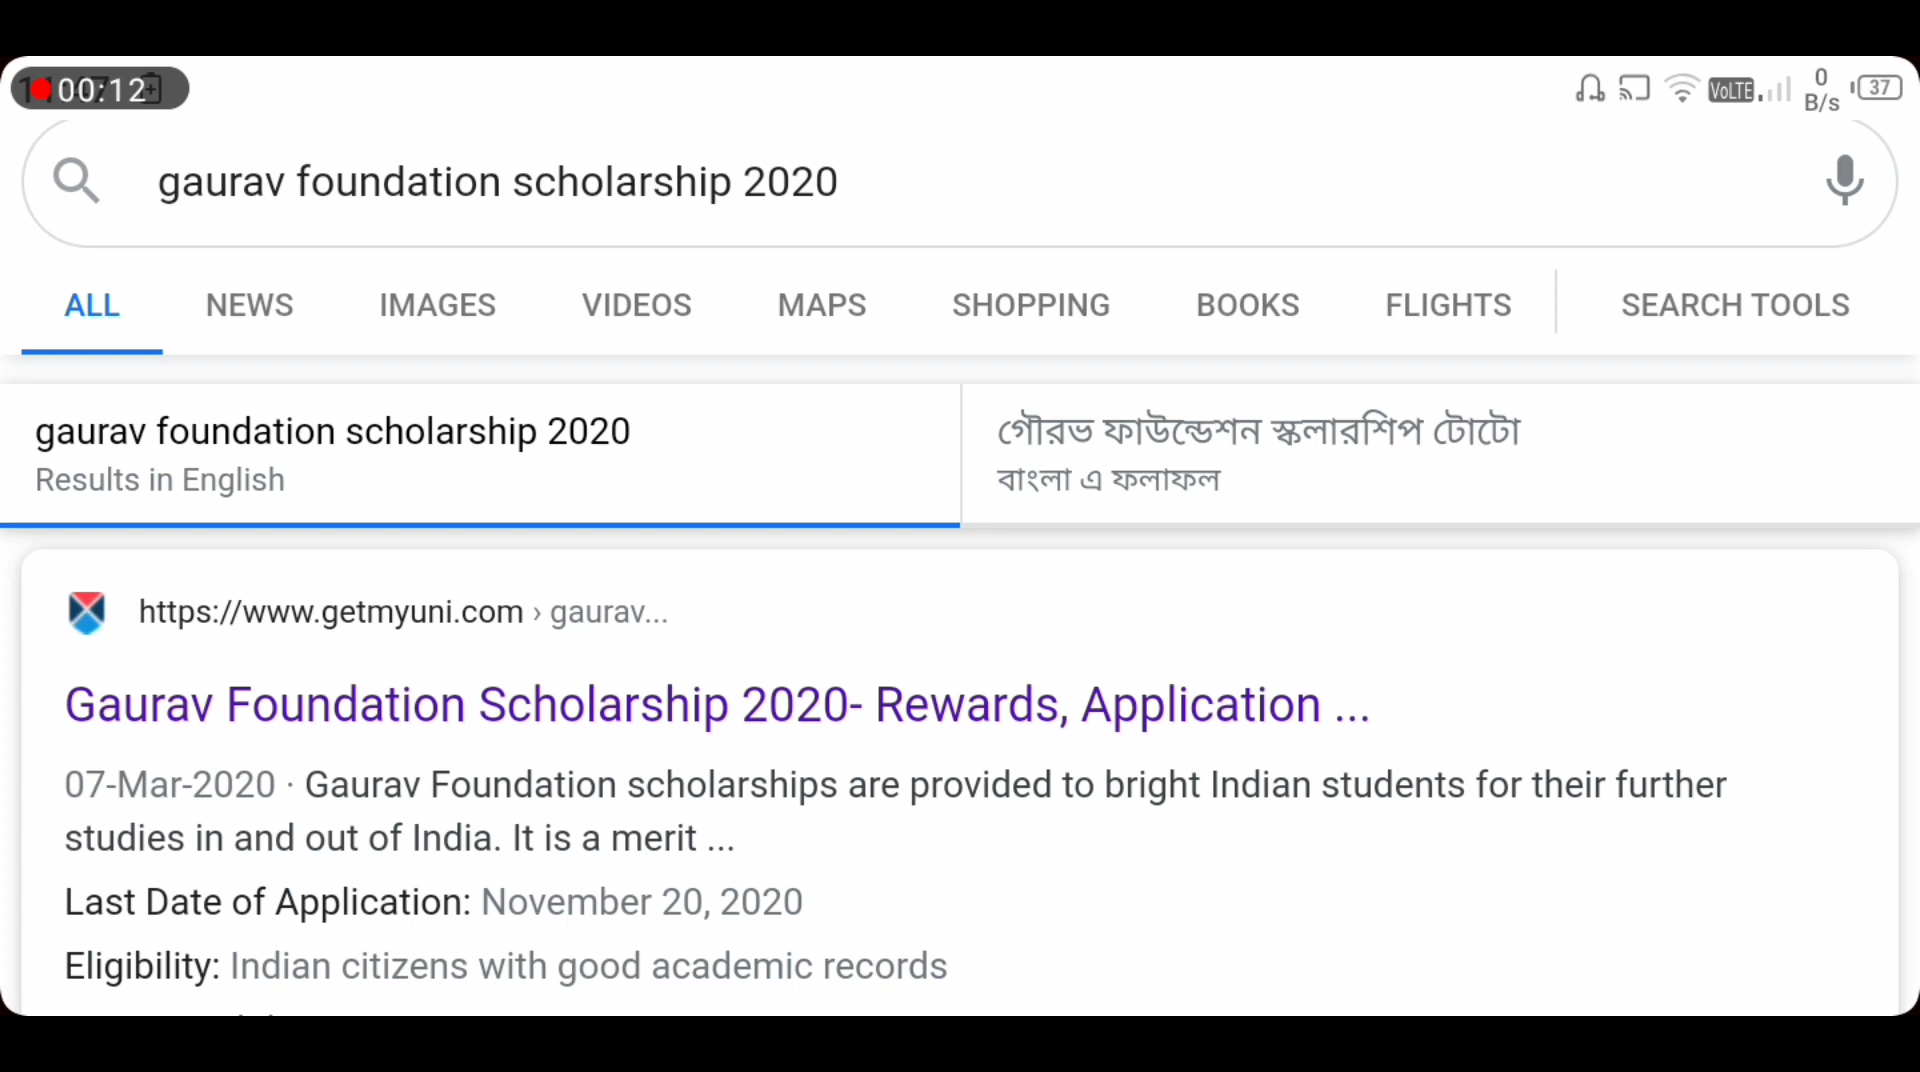 00:12
VoLTE
0
B/s
37
gaurav foundation scholarship 2020
ALL NEWS IMAGES VIDEOS MAPS SHOPPING BOOKS FLIGHTS SEARCH TOOLS
gaurav foundation scholarship 2020
Results in English
গৌরভ ফাউন্ডেশন স্কলারশিপ টোটো
বাংলা এ ফলাফল
https://www.getmyuni.com › gaurav...
Gaurav Foundation Scholarship 2020- Rewards, Application ...
07-Mar-2020 · Gaurav Foundation scholarships are provided to bright Indian students for their further
studies in and out of India. It is a merit ...
Last Date of Application: November 20, 2020
Eligibility: Indian citizens with good academic records